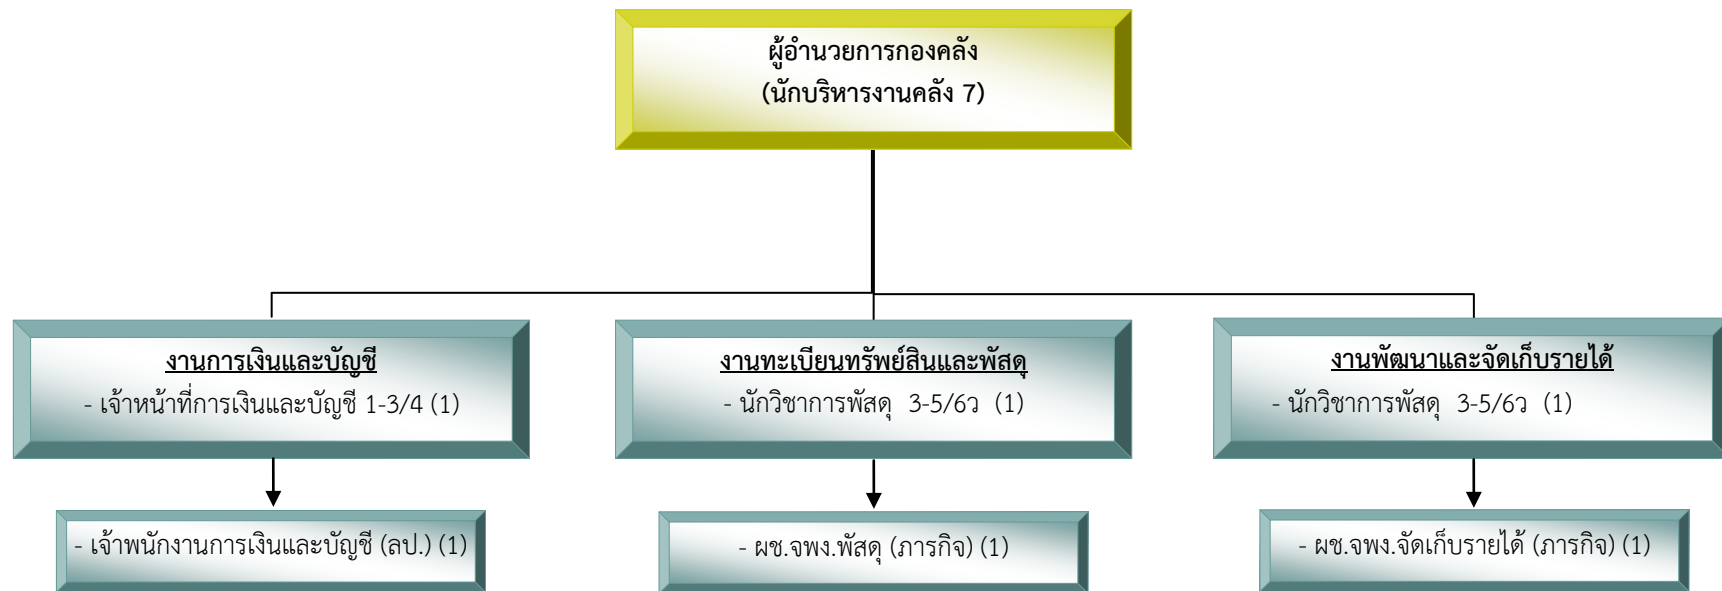 ผู้อำนวยการกองคลัง
(นักบริหารงานคลัง 7)
งานการเงินและบัญชี
- เจ้าหน้าที่การเงินและบัญชี 1-3/4 (1)
งานทะเบียนทรัพย์สินและพัสดุ
- นักวิชาการพัสดุ 3-5/6ว (1)
งานพัฒนาและจัดเก็บรายได้
- นักวิชาการพัสดุ 3-5/6ว (1)
- เจ้าพนักงานการเงินและบัญชี (ลป.) (1)
- ผช.จพง.พัสดุ (ภารกิจ) (1)
- ผช.จพง.จัดเก็บรายได้ (ภารกิจ) (1)